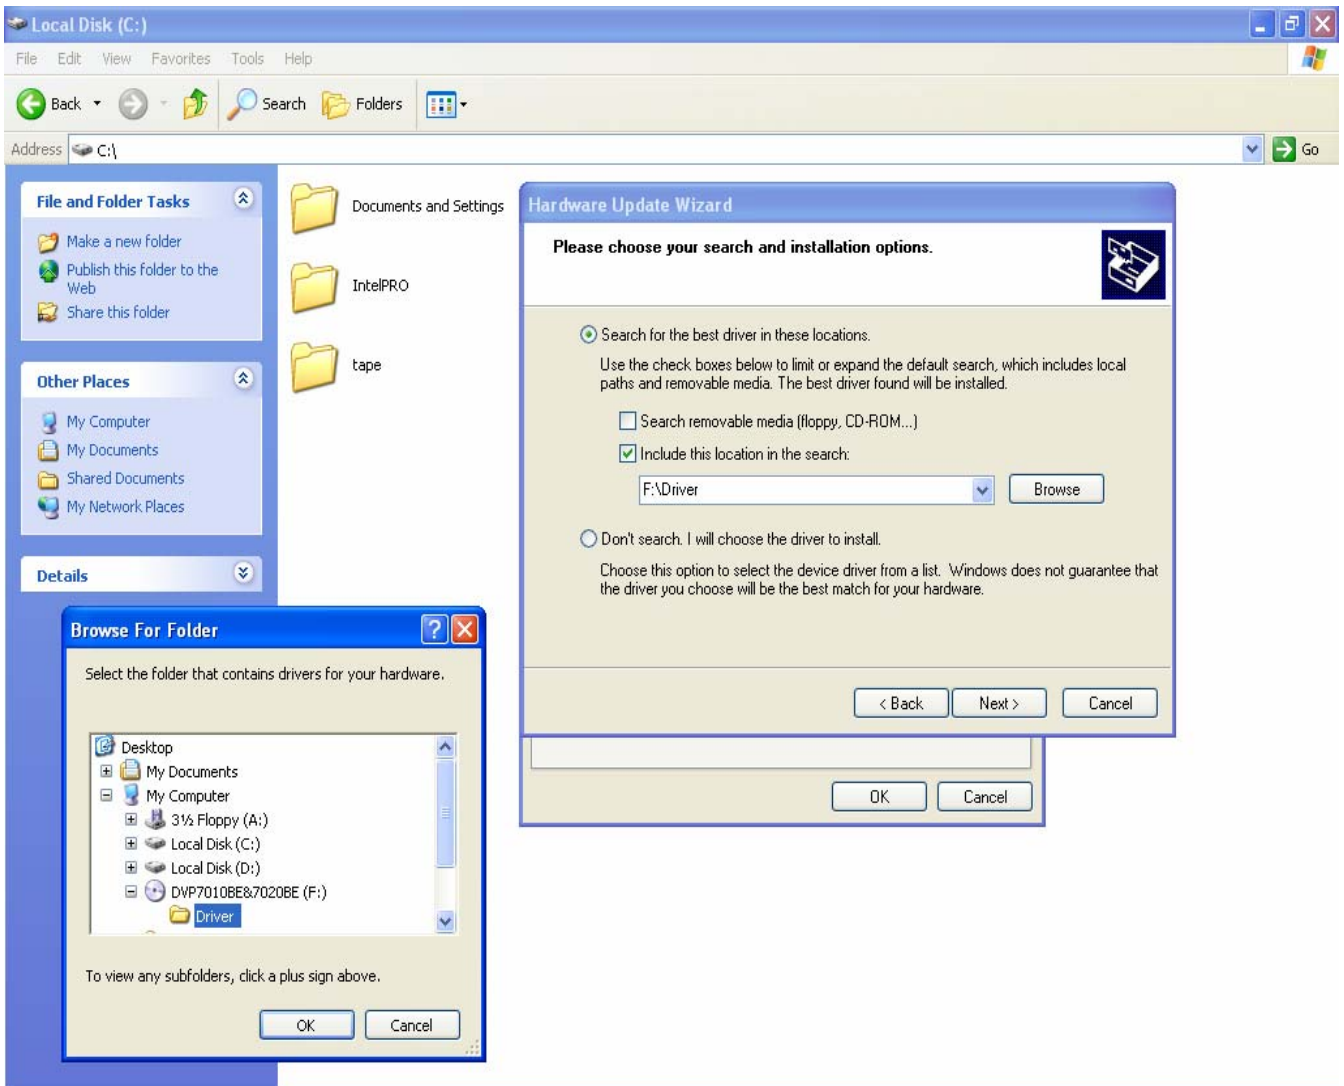 Local Disk (C:)
File Edit View Favorites Tools Help
Back Search Folders
Address C:\ Go
File and Folder Tasks
Make a new folder
Publish this folder to the
Web
Share this folder
Other Places
My Computer
My Documents
Shared Documents
My Network Places
Details
Documents and Settings
IntelPRO
tape
Hardware Update Wizard
Please choose your search and installation options.
Search for the best driver in these locations.
Use the check boxes below to limit or expand the default search, which includes local
paths and removable media. The best driver found will be installed.
Search removable media (floppy, CD-ROM...)
Include this location in the search:
F:\Driver Browse
Don't search. I will choose the driver to install.
Choose this option to select the device driver from a list. Windows does not guarantee that
the driver you choose will be the best match for your hardware.
< Back Next > Cancel
OK Cancel
Browse For Folder
Select the folder that contains drivers for your hardware.
Desktop
My Documents
My Computer
3½ Floppy (A:)
Local Disk (C:)
Local Disk (D:)
DVP7010BE&7020BE (F:)
Driver
To view any subfolders, click a plus sign above.
OK Cancel